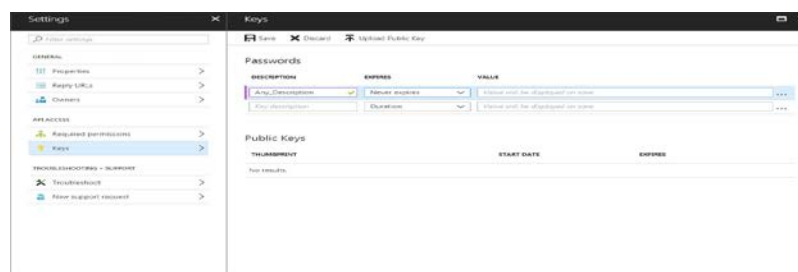 Settings
Filter settings
GENERAL
Properties
Reply URLs
Owners
API ACCESS
Required permissions
Keys
TROUBLESHOOTING + SUPPORT
Troubleshoot
New support request
Keys
Save Discard Upload Public Key
Passwords
DESCRIPTION EXPIRES VALUE
Any_Description Never expires Value will be displayed on save ...
Key description Duration Value will be displayed on save ...
Public Keys
THUMBPRINT START DATE EXPIRES
No results.